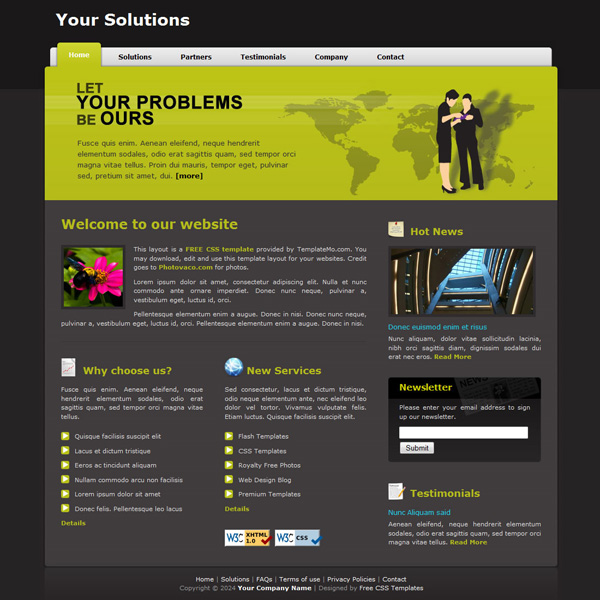 Your Solutions
Home Solutions Partners Testimonials Company Contact
LET
YOUR PROBLEMS
BE OURS
Fusce quis enim. Aenean eleifend, neque hendrerit
elementum sodales, odio erat sagittis quam, sed tempor orci
magna vitae tellus. Proin dui mauris, tempor eget, pulvinar
sed, pretium sit amet, dui. [more]
Welcome to our website
This layout is a FREE CSS template provided by TemplateMo.com. You
may download, edit and use this template layout for your websites. Credit
goes to Photovaco.com for photos.
Lorem ipsum dolor sit amet, consectetur adipiscing elit. Nulla et nunc
commodo ante ornare imperdiet. Donec nunc neque, pulvinar a,
vestibulum eget, luctus id, orci.
Pellentesque elementum enim a augue. Donec in nisi. Donec nunc neque,
pulvinar a, vestibulum eget, luctus id, orci. Pellentesque elementum enim a augue. Donec in nisi.
Why choose us?
Fusce quis enim. Aenean eleifend, neque
hendrerit elementum sodales, odio erat
sagittis quam, sed tempor orci magna vitae
tellus.
Quisque facilisis suscipit elit
Lacus et dictum tristique
Eeros ac tincidunt aliquam
Nullam commodo arcu non facilisis
Lorem ipsum dolor sit amet
Donec felis. Pellentesque leo lacus
Details
New Services
Sed consectetur, lacus et dictum tristique,
odio neque elementum ante, nec eleifend leo
dolor vel tortor. Vivamus vulputate felis.
Etiam luctus. Quisque facilisis suscipit elit.
Flash Templates
CSS Templates
Royalty Free Photos
Web Design Blog
Premium Templates
Details
W3C XHTML 1.0
W3C CSS
Hot News
Donec euismod enim et risus
Nunc aliquam, dolor vitae sollicitudin lacinia,
nibh orci sagittis diam, dignissim sodales dui
erat nec eros. Read More
Newsletter
NEWS
Please enter your email address to sign
up our newsletter.
Submit
Testimonials
Nunc Aliquam said
Aenean eleifend, neque hendrerit elementum
sodales, odio erat sagittis quam, sed tempor orci
magna vitae tellus. Read More
Home | Solutions | FAQs | Terms of use | Privacy Policies | Contact
Copyright © 2024 Your Company Name | Designed by Free CSS Templates